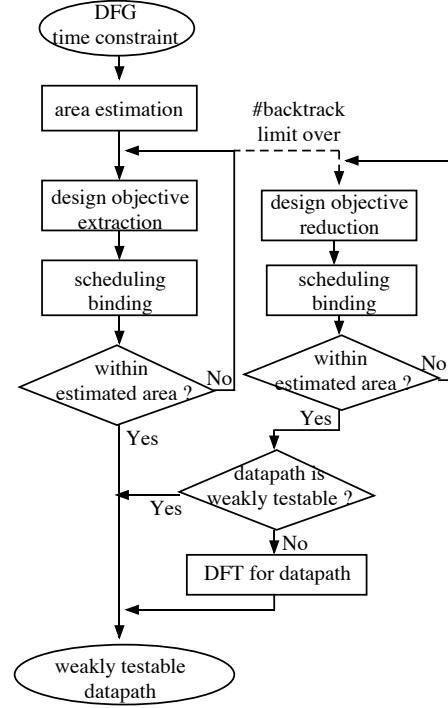 DFG
time constraint
area estimation
#backtrack
limit over
design objective
extraction
design objective
reduction
scheduling
binding
scheduling
binding
within
estimated area ?
No
within
estimated area ?
No
Yes
Yes
datapath is
weakly testable ?
Yes
No
DFT for datapath
weakly testable
datapath